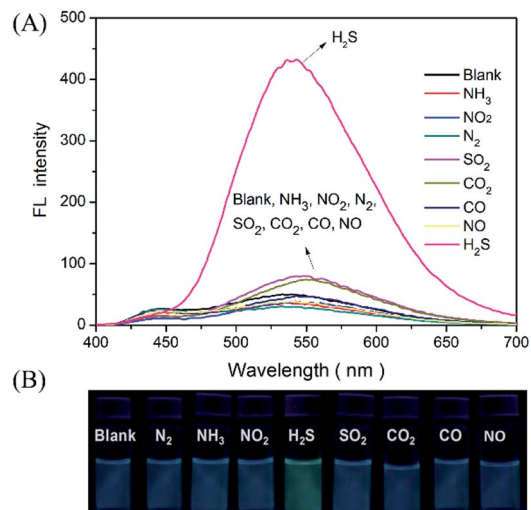 (A)
500
400
300
200
100
0
FL intensity
H₂S
Blank
NH₃
NO₂
N₂
SO₂
CO₂
CO
NO
H₂S
Blank, NH₃, NO₂, N₂,
SO₂, CO₂, CO, NO
400 450 500 550 600 650 700
Wavelength ( nm )
(B)
Blank N₂ NH₃ NO₂ H₂S SO₂ CO₂ CO NO